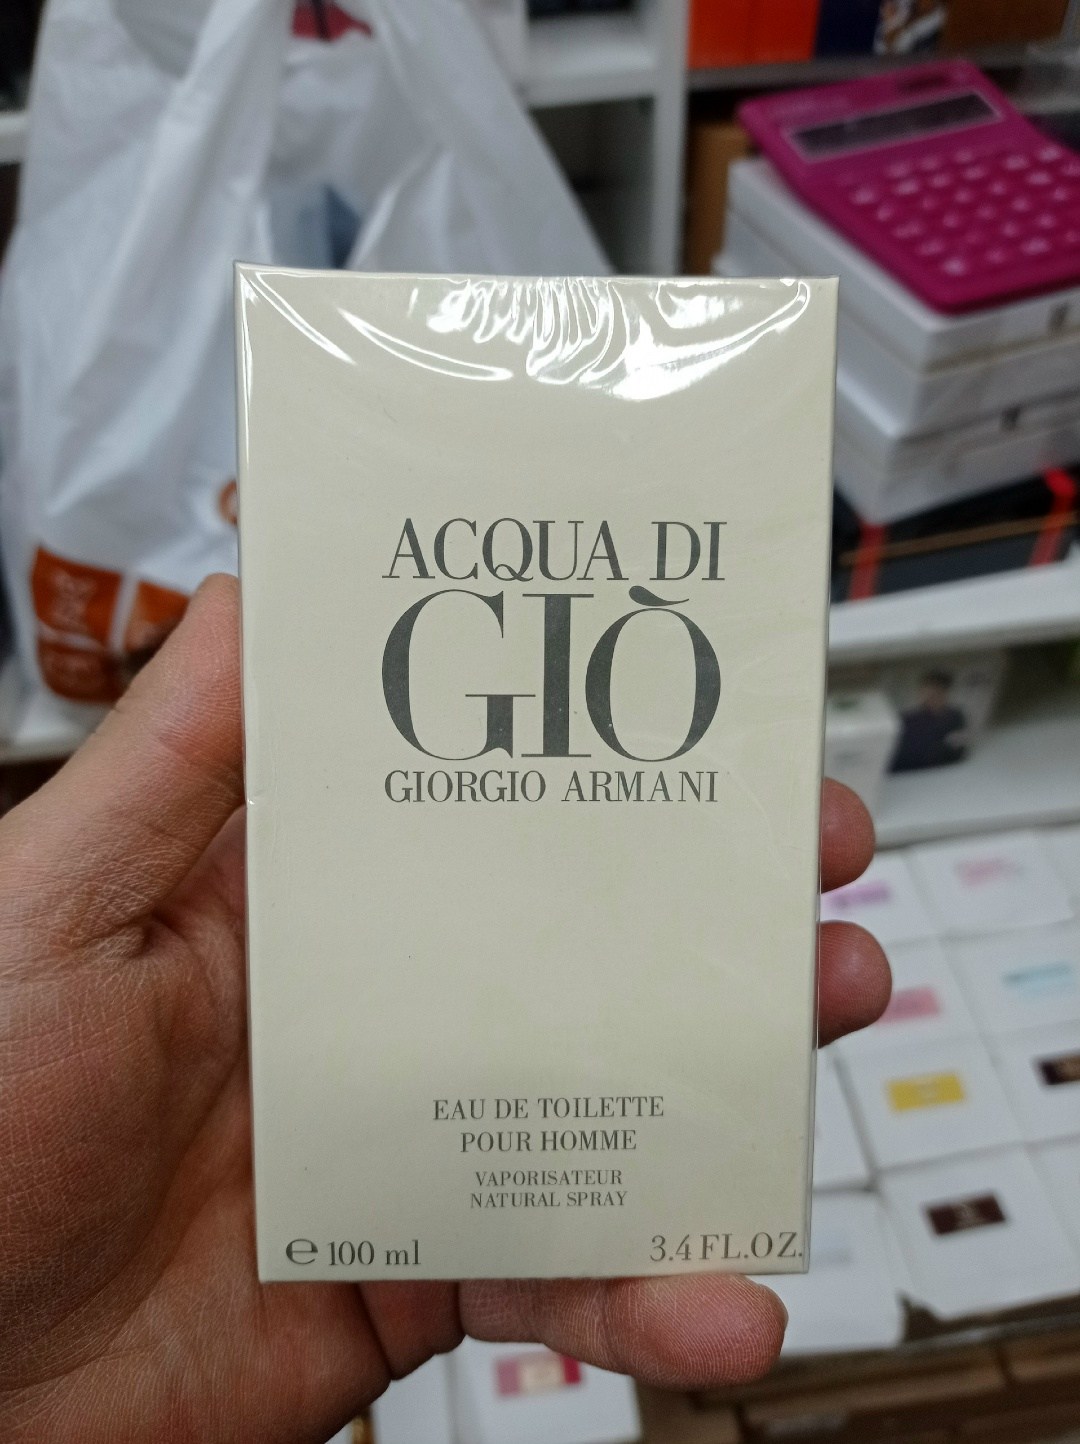 ACQUA DI
GIÒ
GIORGIO ARMANI
EAU DE TOILETTE
POUR HOMME
VAPORISATEUR
NATURAL SPRAY
℮ 100 ml
3.4 FL.OZ.